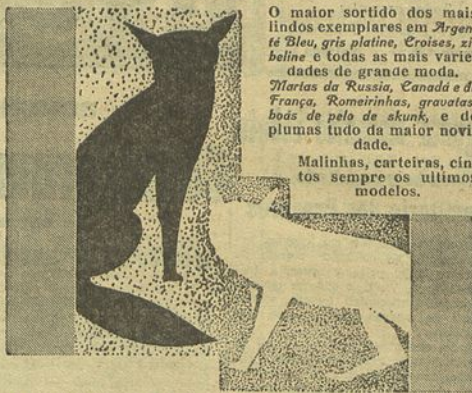 O maior sortido dos mais
lindos exemplares em Argen-
té Bleu, gris platine, Croises, zi-
beline e todas as mais varie-
dades de grande moda.
Martas da Russia, Canadá e da
França, Romeirinhas, gravatas,
boás de pelo de skunk, e de
plumas tudo da maior novi-
dade.
Malinhas, carteiras, cin-
tos sempre os ultimos
modelos.